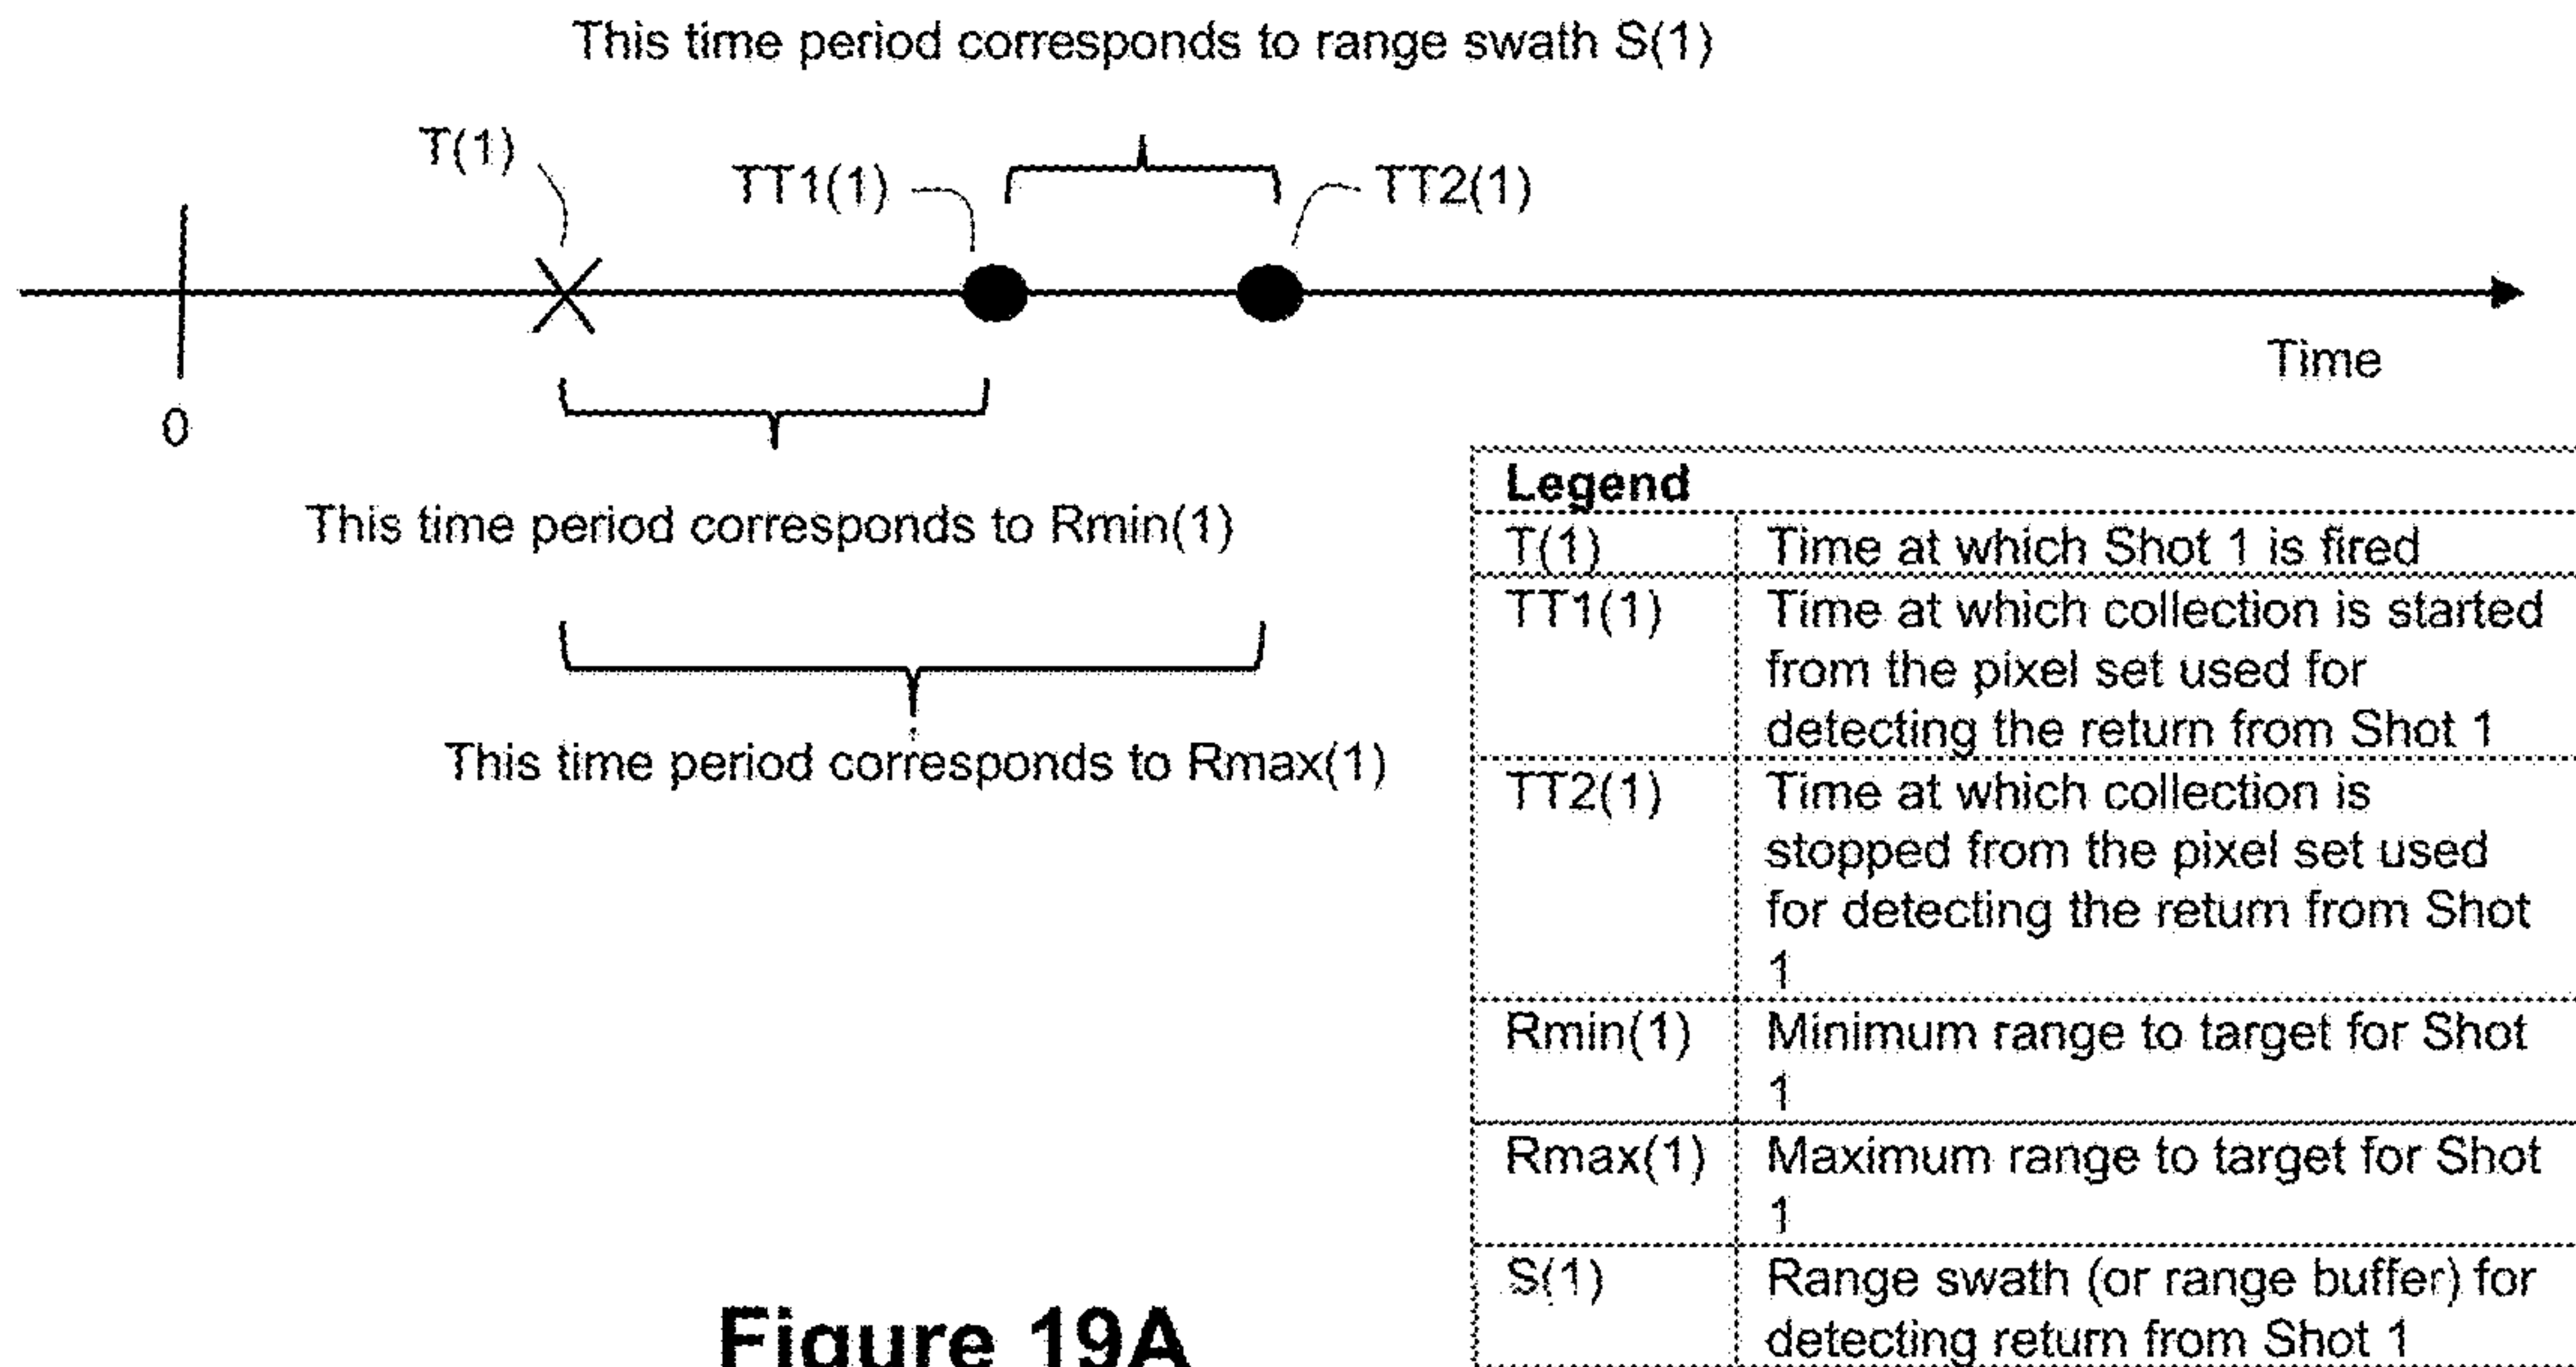 This time period corresponds to range swath S(1)
T(1)
TT1(1)
TT2(1)
Time
0
This time period corresponds to Rmin(1)
This time period corresponds to Rmax(1)
Legend
T(1) Time at which Shot 1 is fired
TT1(1) Time at which collection is started
from the pixel set used for
detecting the return from Shot 1
TT2(1) Time at which collection is
stopped from the pixel set used
for detecting the return from Shot
1
Rmin(1) Minimum range to target for Shot
1
Rmax(1) Maximum range to target for Shot
1
S(1) Range swath (or range buffer) for
detecting return from Shot 1
Figure 19A